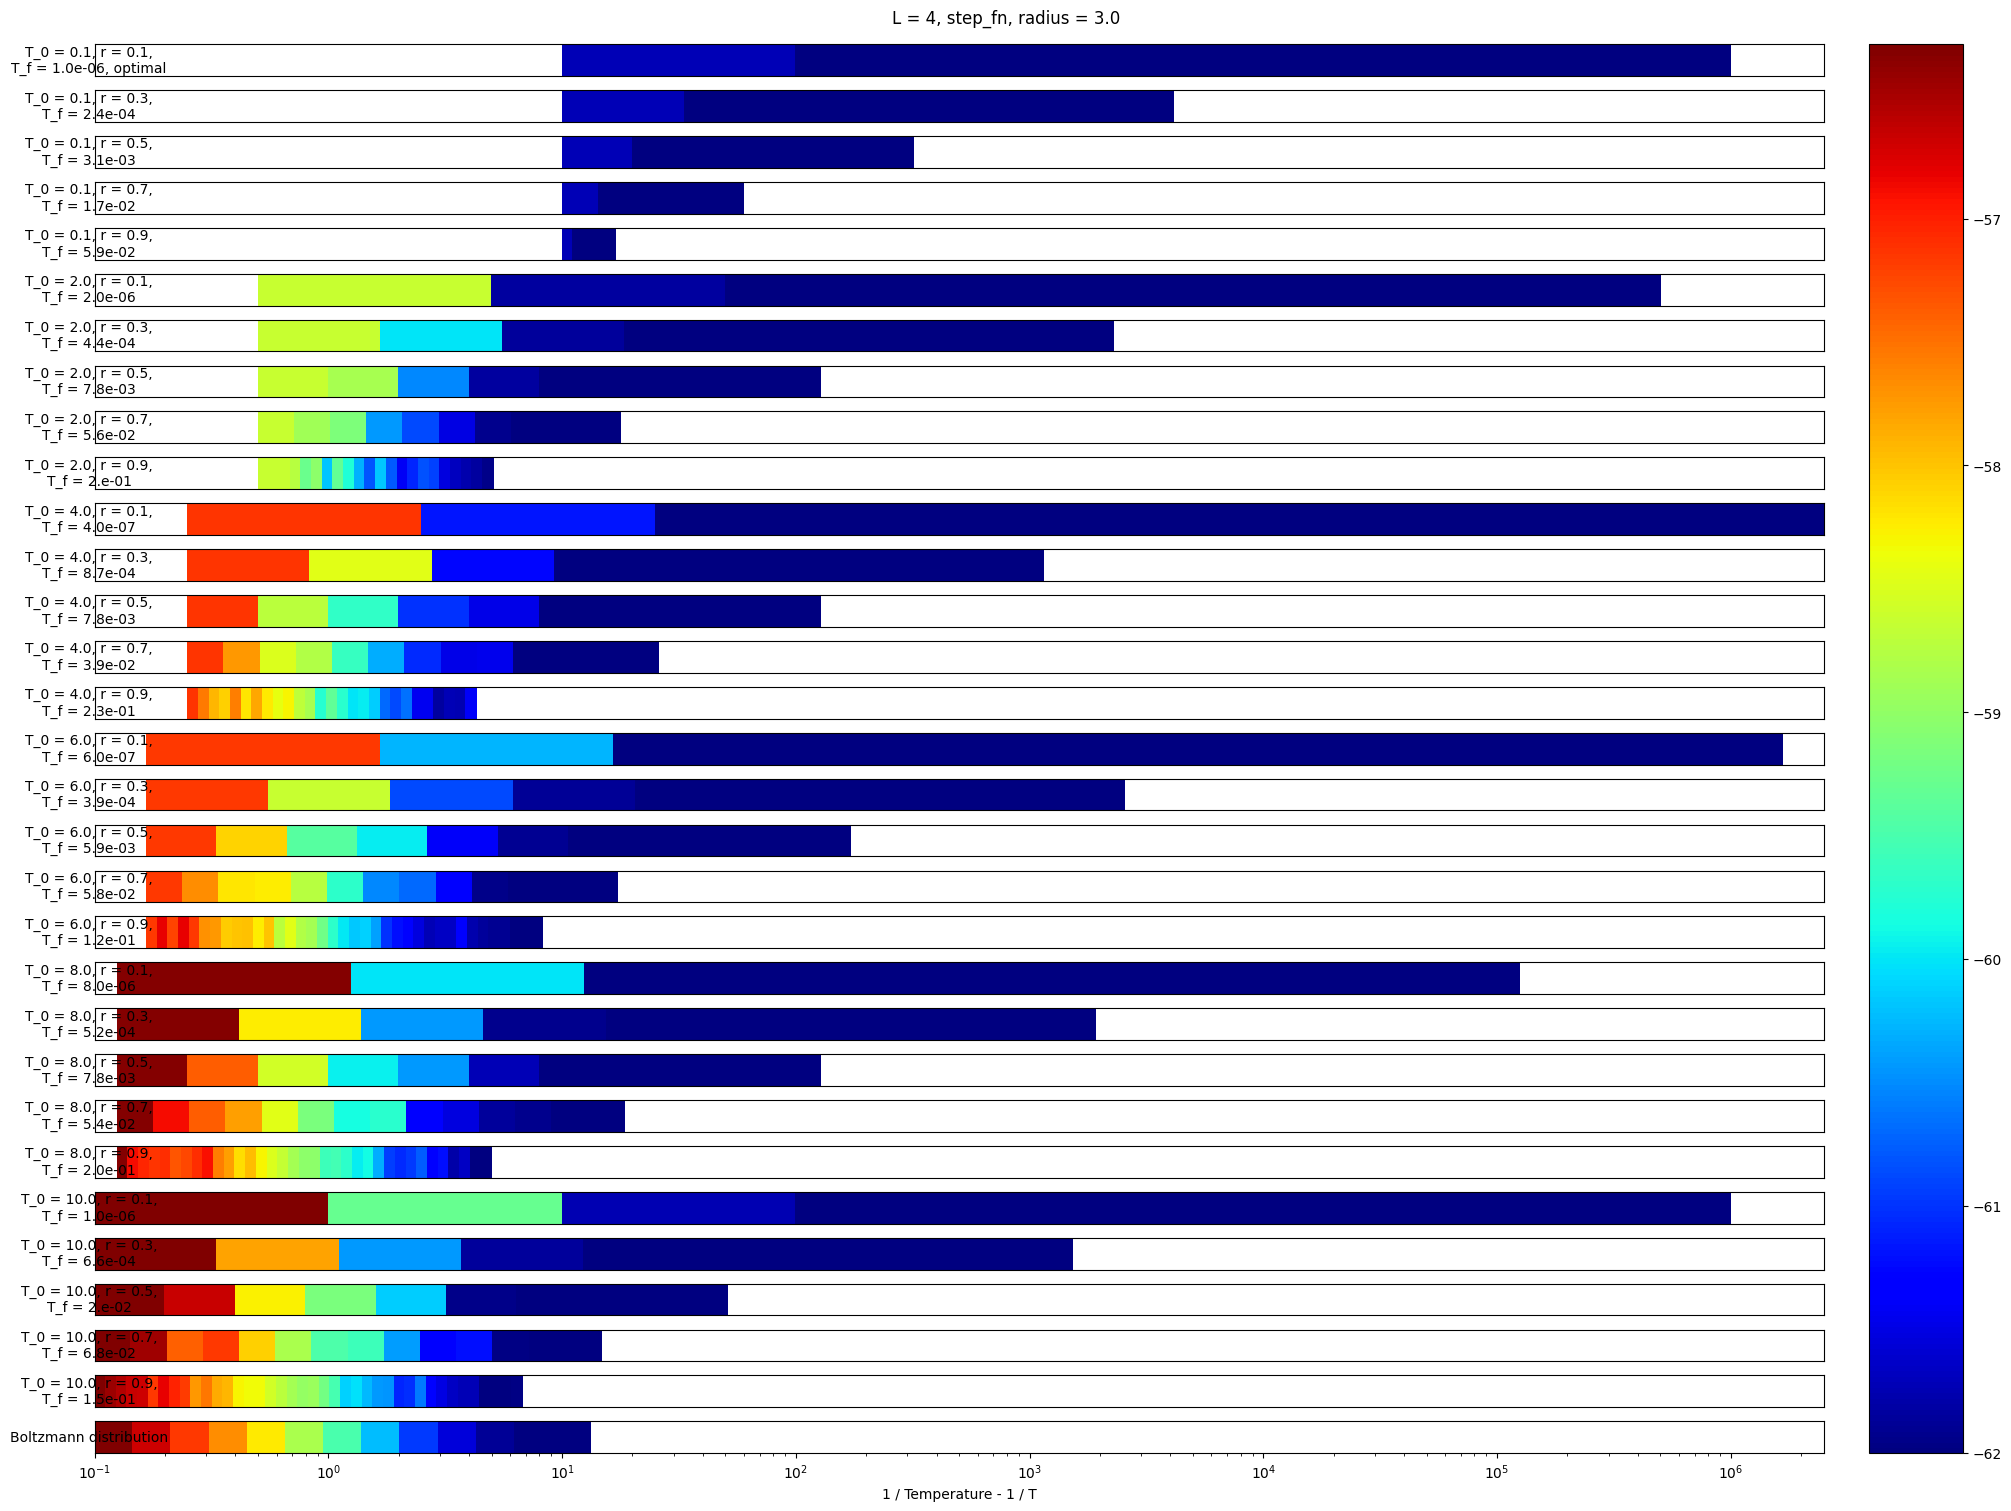 L = 4, step_fn, radius = 3.0
T_0 = 0.1, r = 0.1,
T_f = 1.0e-06, optimal
T_0 = 0.1, r = 0.3,
T_f = 2.4e-04
T_0 = 0.1, r = 0.5,
T_f = 3.1e-03
T_0 = 0.1, r = 0.7,
T_f = 1.7e-02
T_0 = 0.1, r = 0.9,
T_f = 5.9e-02
T_0 = 2.0, r = 0.1,
T_f = 2.0e-06
T_0 = 2.0, r = 0.3,
T_f = 4.4e-04
T_0 = 2.0, r = 0.5,
T_f = 7.8e-03
T_0 = 2.0, r = 0.7,
T_f = 5.6e-02
T_0 = 2.0, r = 0.9,
T_f = 2.e-01
T_0 = 4.0, r = 0.1,
T_f = 4.0e-07
T_0 = 4.0, r = 0.3,
T_f = 8.7e-04
T_0 = 4.0, r = 0.5,
T_f = 7.8e-03
T_0 = 4.0, r = 0.7,
T_f = 3.9e-02
T_0 = 4.0, r = 0.9,
T_f = 2.3e-01
T_0 = 6.0, r = 0.1,
T_f = 6.0e-07
T_0 = 6.0, r = 0.3,
T_f = 3.9e-04
T_0 = 6.0, r = 0.5,
T_f = 5.9e-03
T_0 = 6.0, r = 0.7,
T_f = 5.8e-02
T_0 = 6.0, r = 0.9,
T_f = 1.2e-01
T_0 = 8.0, r = 0.1,
T_f = 8.0e-06
T_0 = 8.0, r = 0.3,
T_f = 5.2e-04
T_0 = 8.0, r = 0.5,
T_f = 7.8e-03
T_0 = 8.0, r = 0.7,
T_f = 5.4e-02
T_0 = 8.0, r = 0.9,
T_f = 2.0e-01
T_0 = 10.0, r = 0.1,
T_f = 1.0e-06
T_0 = 10.0, r = 0.3,
T_f = 6.6e-04
T_0 = 10.0, r = 0.5,
T_f = 2.e-02
T_0 = 10.0, r = 0.7,
T_f = 6.8e-02
T_0 = 10.0, r = 0.9,
T_f = 1.5e-01
Boltzmann distribution
10⁻¹ 10⁰ 10¹ 10² 10³ 10⁴ 10⁵ 10⁶
1 / Temperature - 1 / T
−57
−58
−59
−60
−61
−62